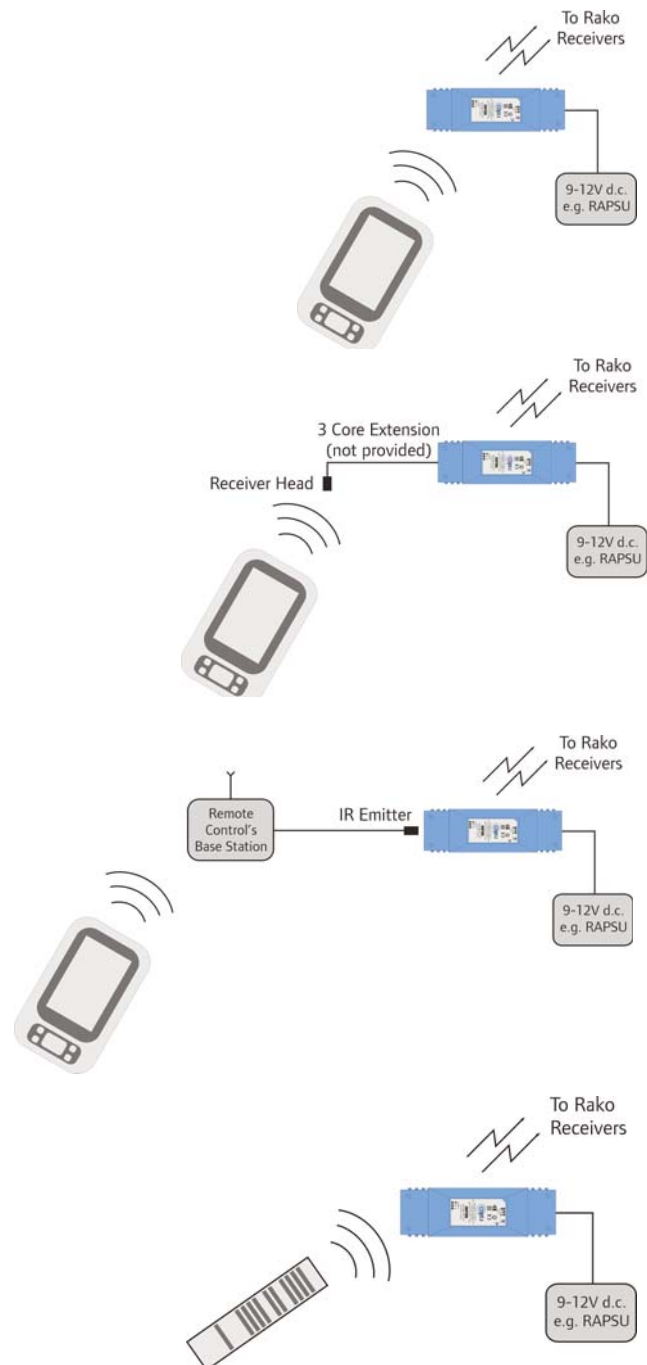 To Rako
Receivers
9-12V d.c.
e.g. RAPSU
To Rako
Receivers
3 Core Extension
(not provided)
Receiver Head
9-12V d.c.
e.g. RAPSU
To Rako
Receivers
Remote
Control's
Base Station
IR Emitter
9-12V d.c.
e.g. RAPSU
To Rako
Receivers
9-12V d.c.
e.g. RAPSU